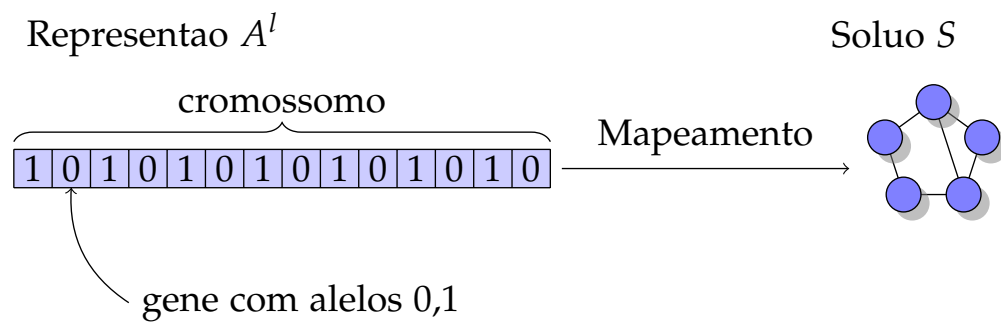 Representao A^l
Soluo S
cromossomo
Mapeamento
1 0 1 0 1 0 1 0 1 0 1 0 1 0
gene com alelos 0,1